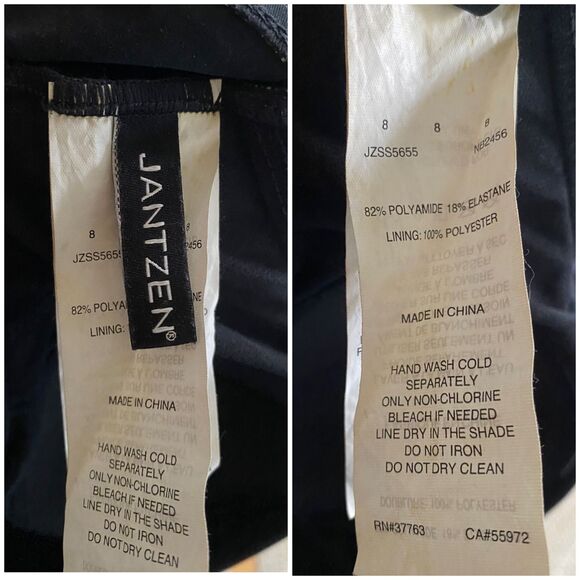 JANTZEN®
8 8
JZSS565 2456
82% POLYA NE
LINING:
MADE IN CHINA
HAND WASH COLD
SEPARATELY
ONLY NON-CHLORINE
BLEACH IF NEEDED
LINE DRY IN THE SHADE
DO NOT IRON
DO NOT DRY CLEAN
8 8 8
JZSS5655 NB2456
82% POLYAMIDE 18% ELASTANE
LINING: 100% POLYESTER
MADE IN CHINA
HAND WASH COLD
SEPARATELY
ONLY NON-CHLORINE
BLEACH IF NEEDED
LINE DRY IN THE SHADE
DO NOT IRON
DO NOT DRY CLEAN
RN#37763 CA#55972